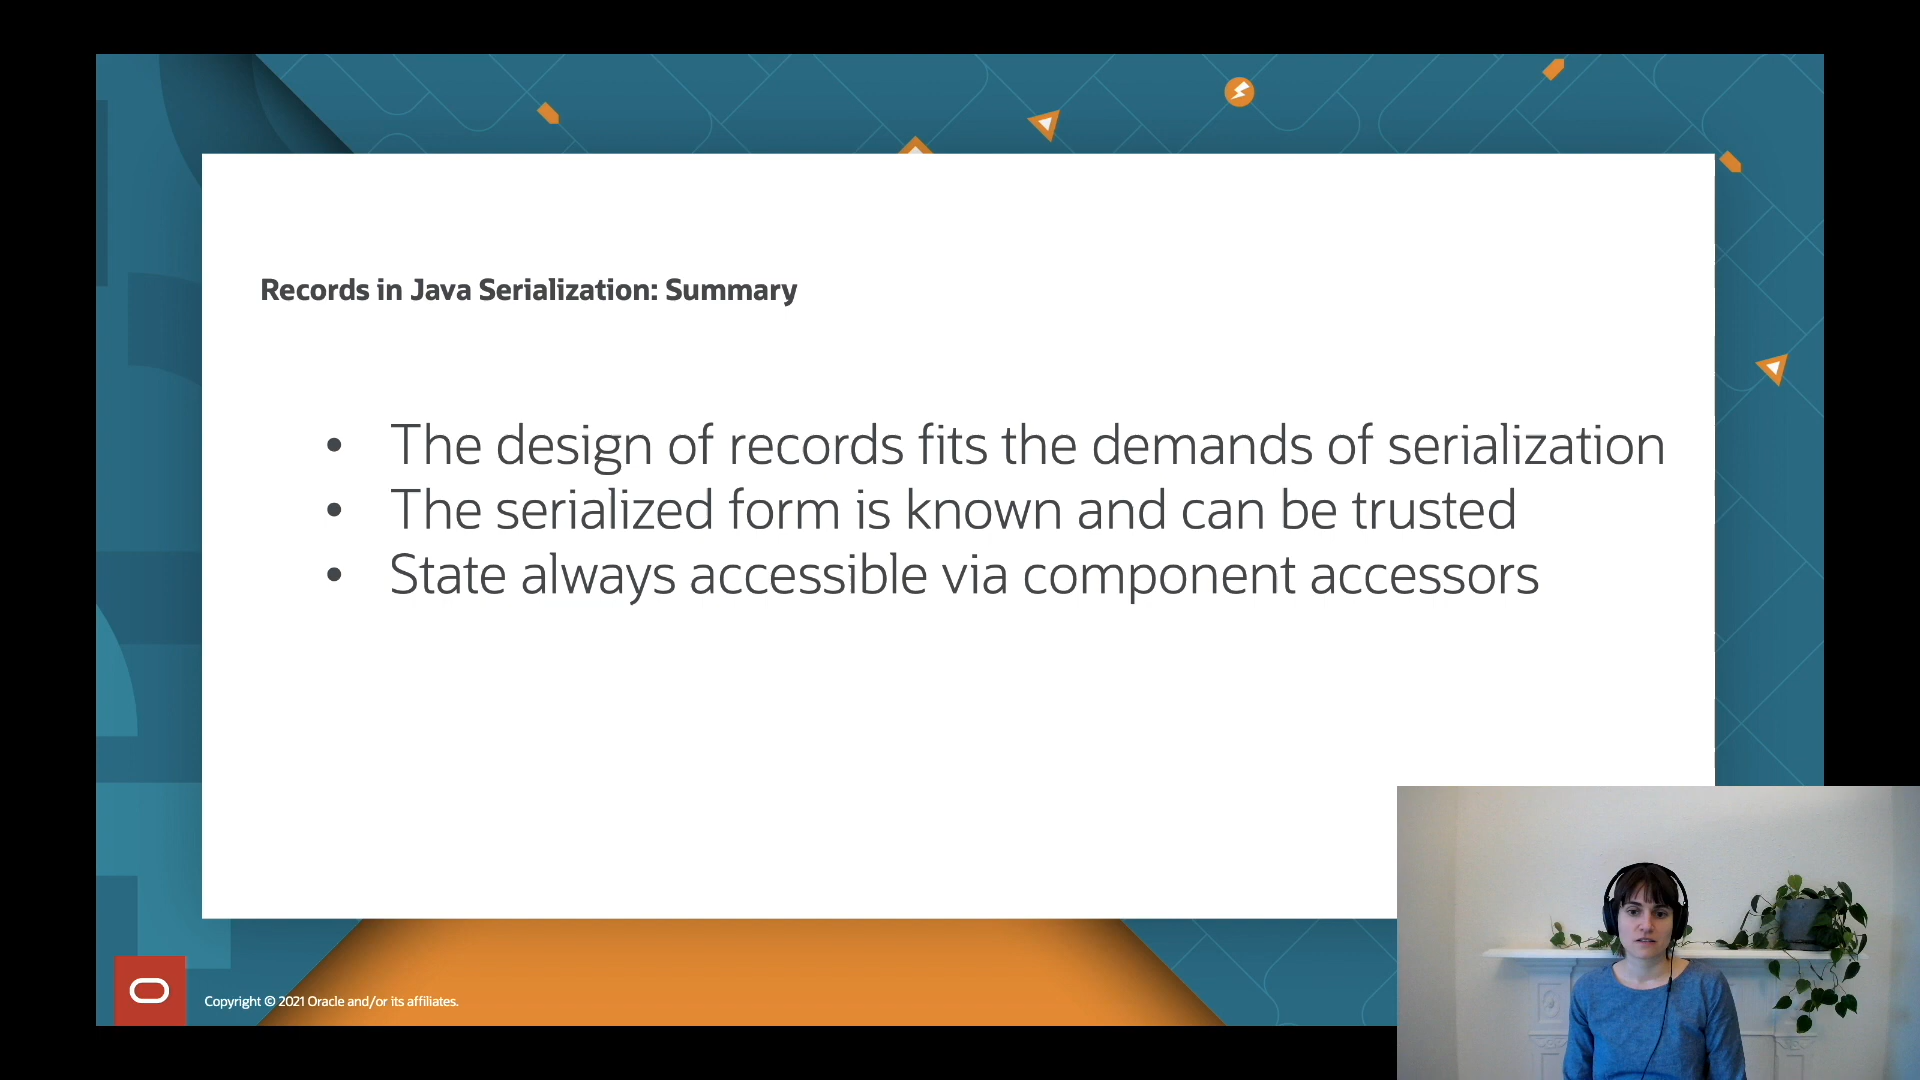 Records in Java Serialization: Summary
• The design of records fits the demands of serialization
• The serialized form is known and can be trusted
• State always accessible via component accessors
Copyright © 2021 Oracle and/or its affiliates.